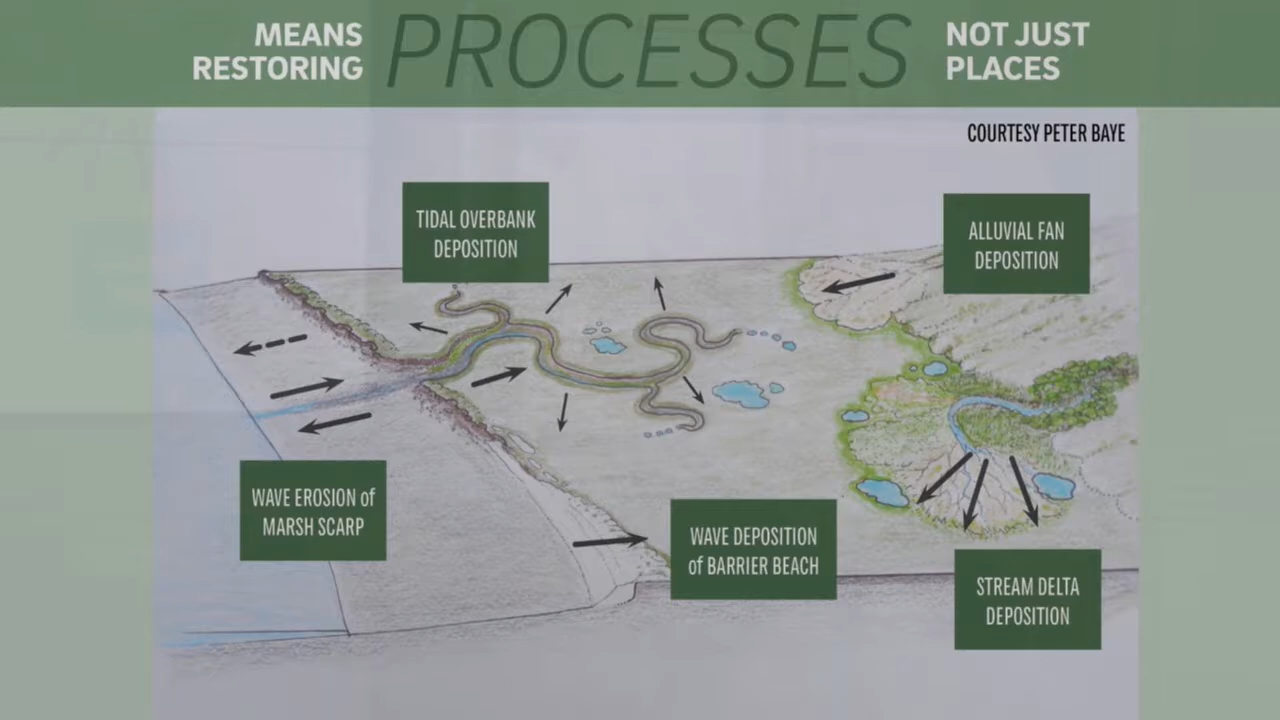 MEANS
RESTORING
PROCESSES
NOT JUST
PLACES
COURTESY PETER BAYE
TIDAL OVERBANK
DEPOSITION
ALLUVIAL FAN
DEPOSITION
WAVE EROSION of
MARSH SCARP
WAVE DEPOSITION
of BARRIER BEACH
STREAM DELTA
DEPOSITION